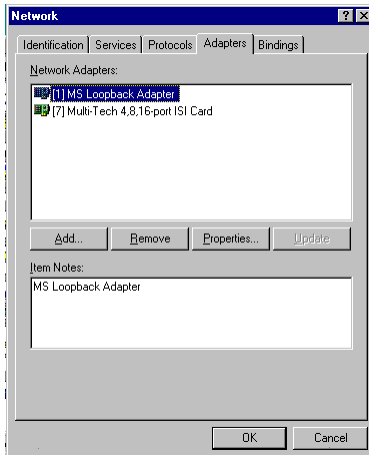 Network
Identification Services Protocols Adapters Bindings
Network Adapters:
[1] MS Loopback Adapter
[7] Multi-Tech 4,8,16-port ISI Card
Add... Remove Properties... Update
Item Notes:
MS Loopback Adapter
OK Cancel